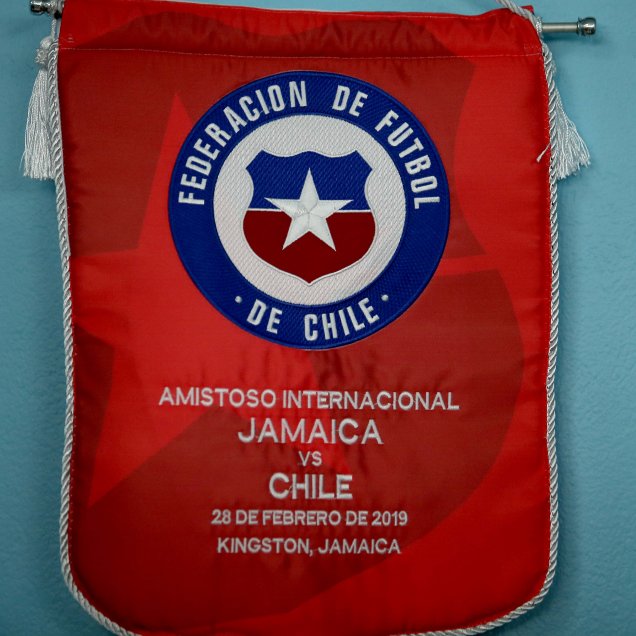 FEDERACION DE FUTBOL
· DE CHILE ·
AMISTOSO INTERNACIONAL
JAMAICA
VS
CHILE
28 DE FEBRERO DE 2019
KINGSTON, JAMAICA